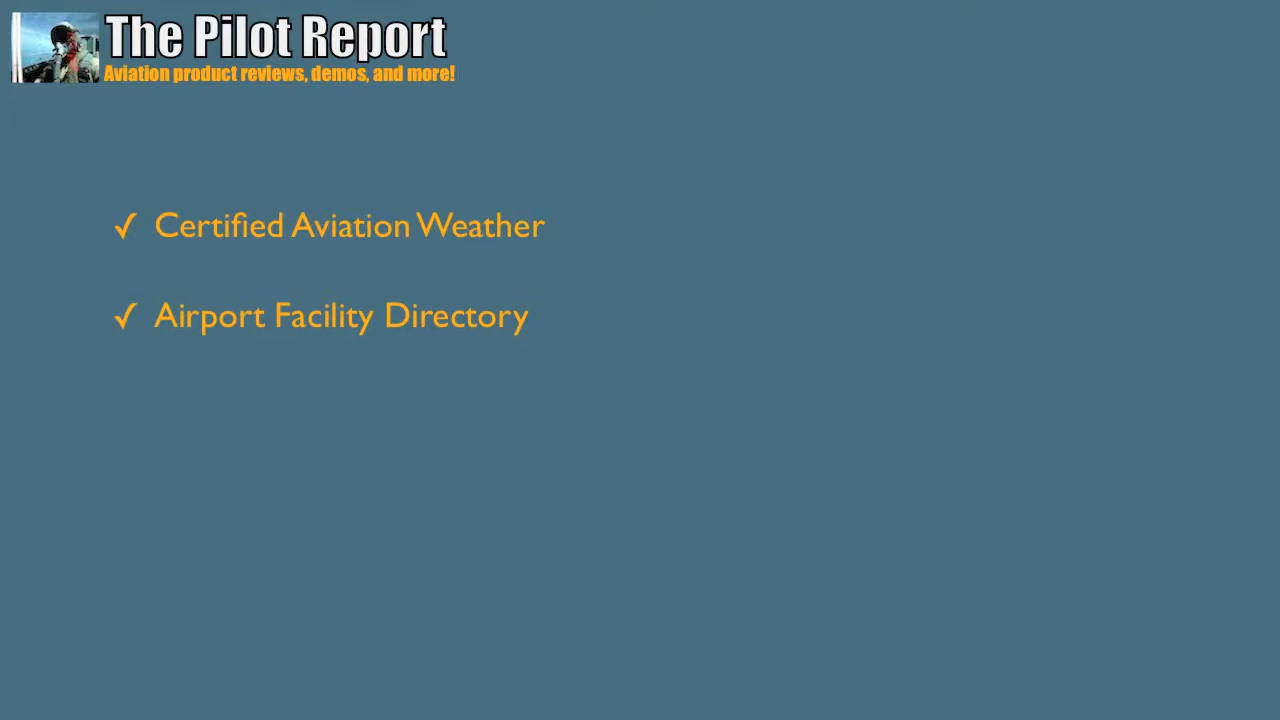 The Pilot Report
Aviation product reviews, demos, and more!
✓ Certified Aviation Weather
✓ Airport Facility Directory